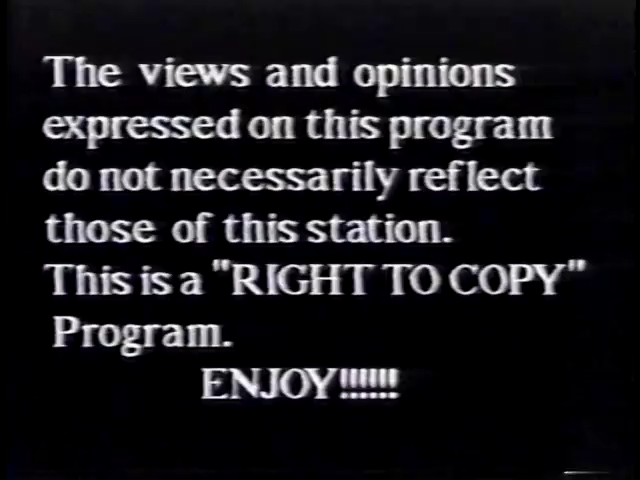 The views and opinions
expressed on this program
do not necessarily reflect
those of this station.
This is a "RIGHT TO COPY"
Program.
ENJOY!!!!!!